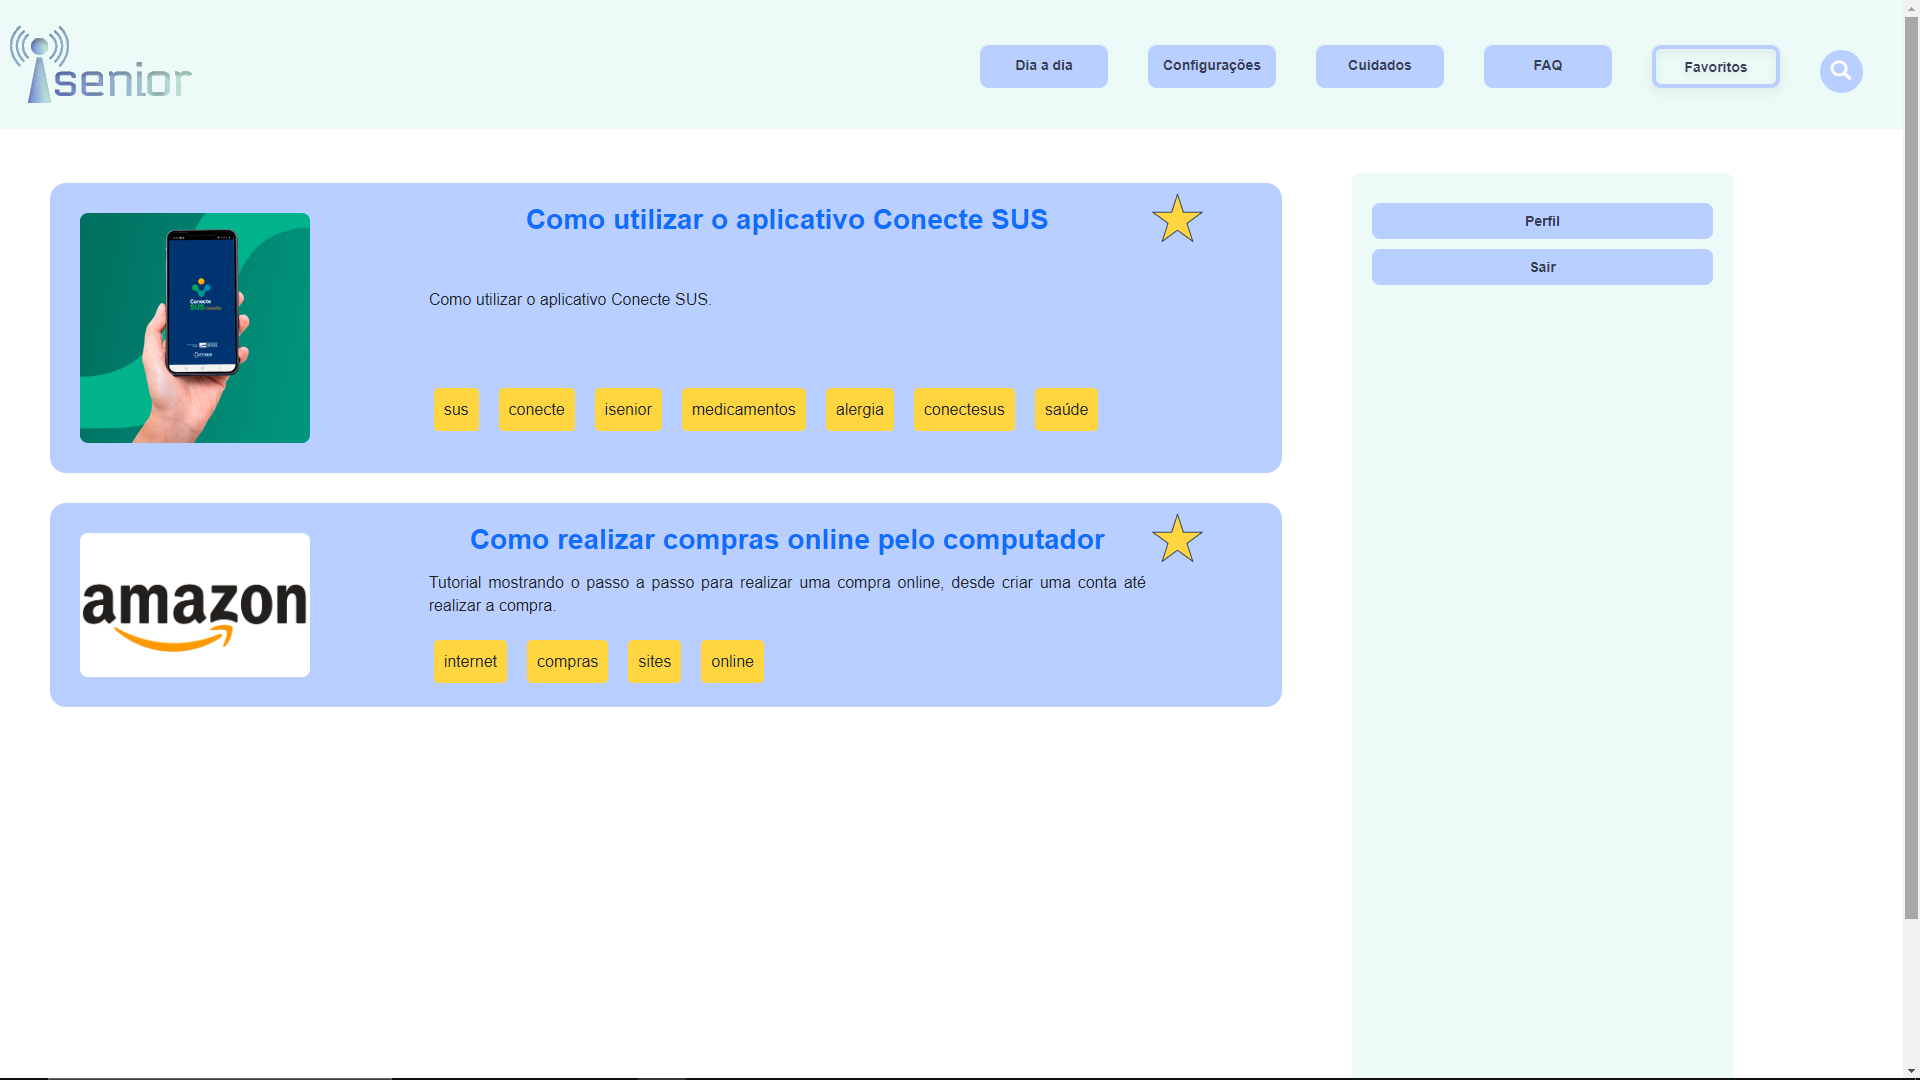 isenior
Dia a dia
Configurações
Cuidados
FAQ
Favoritos
Como utilizar o aplicativo Conecte SUS
Conecte
SUS
Como utilizar o aplicativo Conecte SUS.
sus
conecte
isenior
medicamentos
alergia
conectesus
saúde
Perfil
Sair
Como realizar compras online pelo computador
amazon
Tutorial mostrando o passo a passo para realizar uma compra online, desde criar uma conta até
realizar a compra.
internet
compras
sites
online